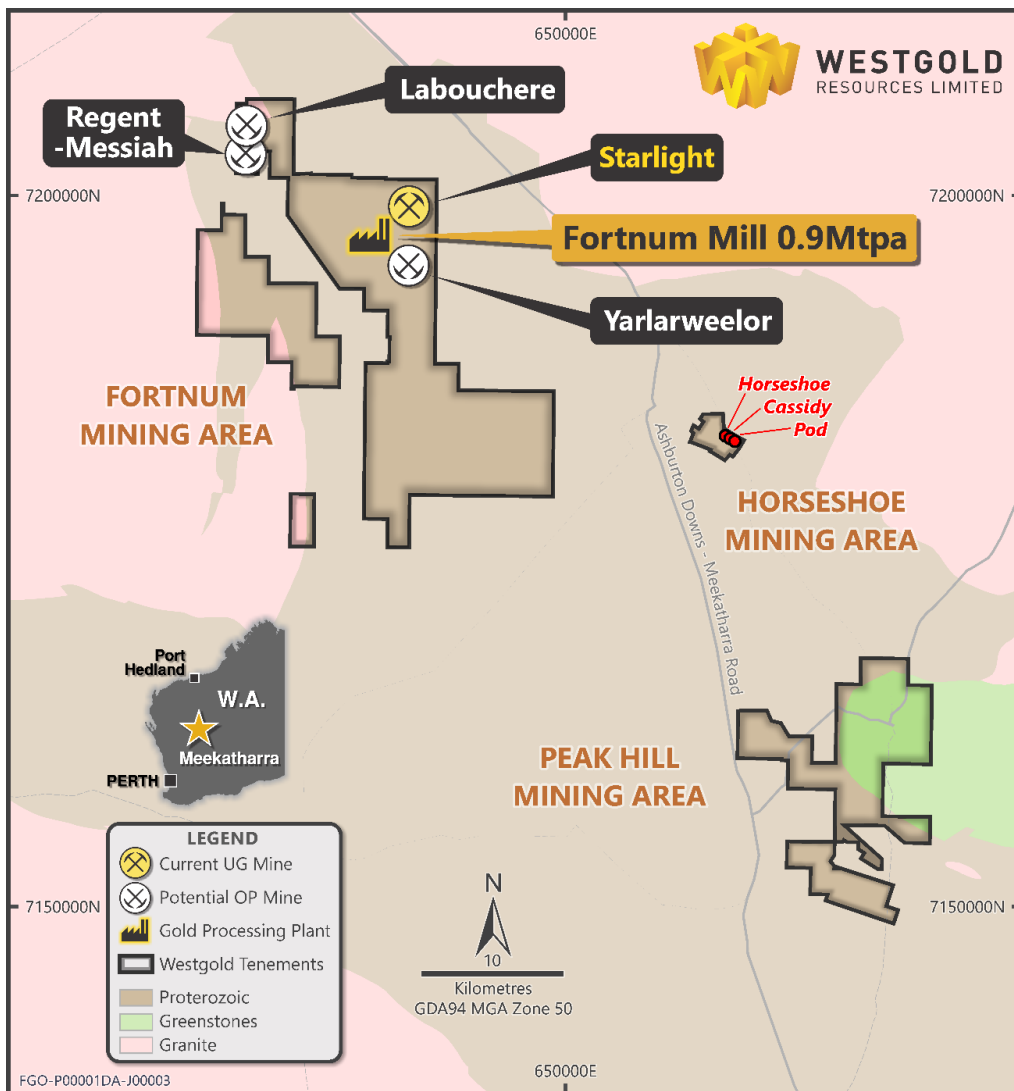 650000E
WESTGOLD
RESOURCES LIMITED
Labouchere
Regent
-Messiah
Starlight
7200000N
7200000N
Fortnum Mill 0.9Mtpa
Yarlarweelor
FORTNUM
MINING AREA
Horseshoe
Cassidy
Pod
Ashburton Downs - Meekatharra Road
HORSESHOE
MINING AREA
Port
Hedland
W.A.
Meekatharra
PERTH
PEAK HILL
MINING AREA
LEGEND
Current UG Mine
Potential OP Mine
Gold Processing Plant
Westgold Tenements
Proterozoic
Greenstones
Granite
N
10
Kilometres
GDA94 MGA Zone 50
7150000N
7150000N
FGO-P00001DA-J00003
650000E